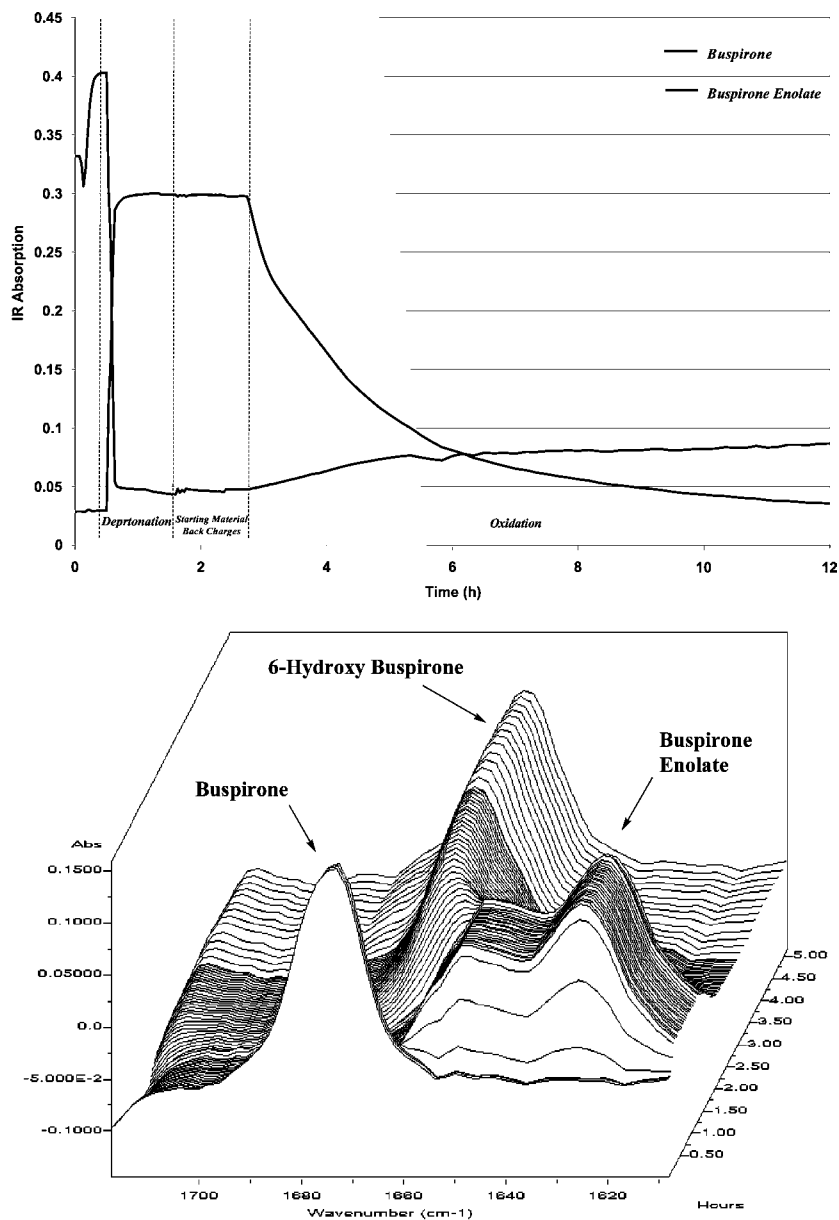 0.45
0.4
0.35
0.3
0.25
0.2
0.15
0.1
0.05
0
IR Absorption
Buspirone
Buspirone Enolate
Deprtonation
Starting Material
Back Charges
Oxidation
0
2
4
6
8
10
12
Time (h)
6-Hydroxy Buspirone
Buspirone
Enolate
Buspirone
Abs
0.1500
0.1000
0.05000
0.0
-5.000E-2
-0.1000
5.00
4.50
4.00
3.50
3.00
2.50
2.00
1.50
1.00
0.50
1700
1680
1660
1640
1620
Wavenumber (cm-1)
Hours